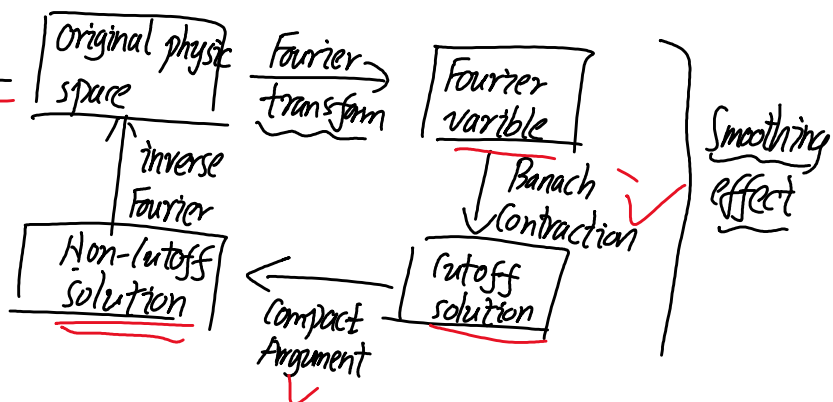 Original physic
space
Fourier
transform
Fourier
varible
Banach
Contraction
Cutoff
solution
Compact
Argument
Non-Cutoff
solution
inverse
Fourier
Smoothing
effect